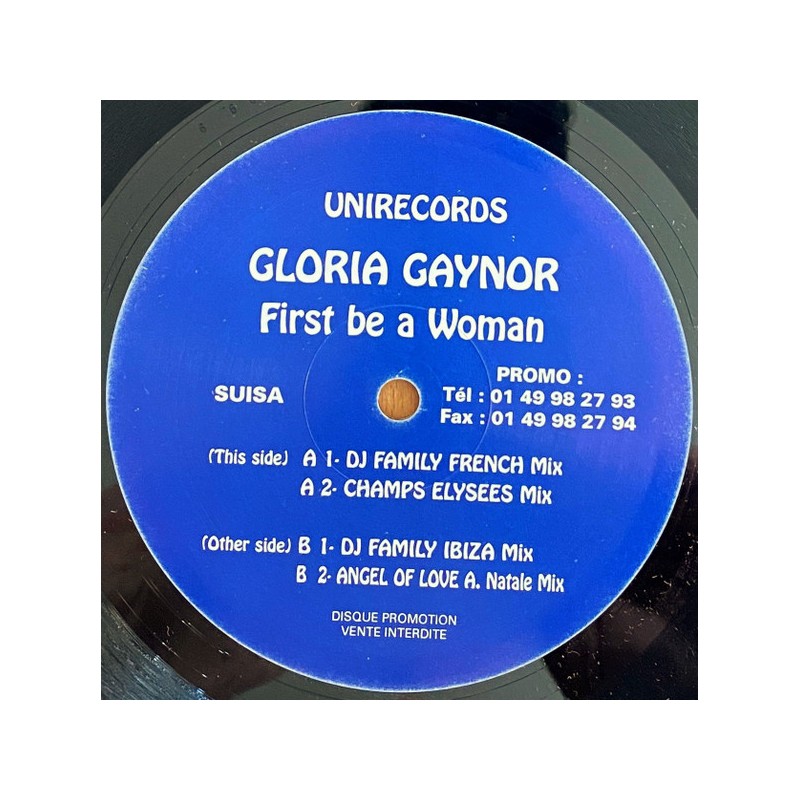 UNIRECORDS
GLORIA GAYNOR
First be a Woman
SUISA
PROMO :
Tél : 01 49 98 27 93
Fax : 01 49 98 27 94
(This side) A 1- DJ FAMILY FRENCH Mix
A 2- CHAMPS ELYSEES Mix
(Other side) B 1- DJ FAMILY IBIZA Mix
B 2- ANGEL OF LOVE A. Natale Mix
DISQUE PROMOTION
VENTE INTERDITE